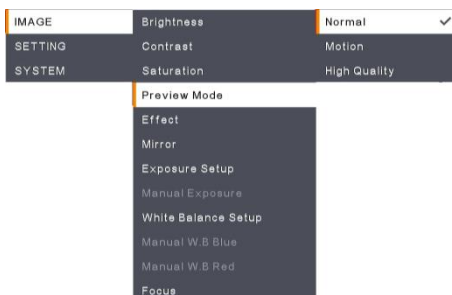 IMAGE
SETTING
SYSTEM
Brightness
Contrast
Saturation
Preview Mode
Effect
Mirror
Exposure Setup
Manual Exposure
White Balance Setup
Manual W.B Blue
Manual W.B Red
Focus
Normal ✓
Motion
High Quality